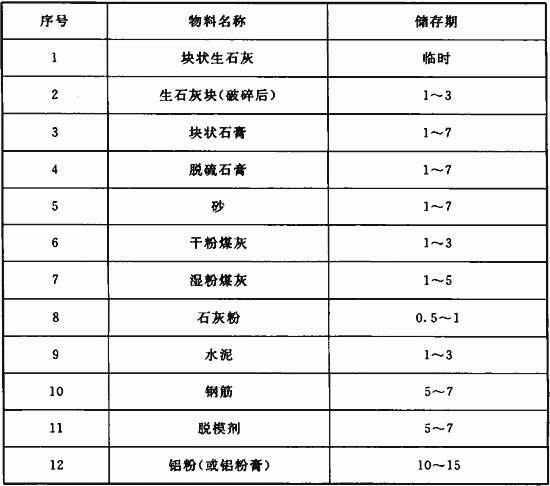 序号 物料名称 储存期
1 块状生石灰 临时
2 生石灰块(破碎后) 1～3
3 块状石膏 1～7
4 脱硫石膏 1～7
5 砂 1～7
6 干粉煤灰 1～3
7 湿粉煤灰 1～5
8 石灰粉 0.5～1
9 水泥 1～3
10 钢筋 5～7
11 脱模剂 5～7
12 铝粉(或铝粉膏) 10～15